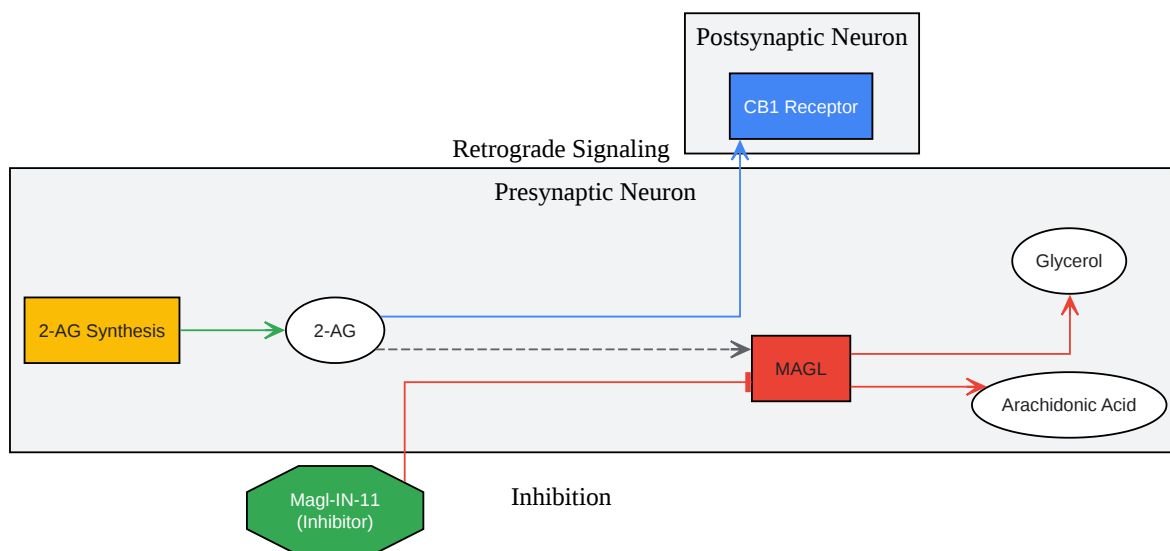 Postsynaptic Neuron
CB1 Receptor
Retrograde Signaling
Presynaptic Neuron
Glycerol
2-AG Synthesis
2-AG
MAGL
Arachidonic Acid
Magl-IN-11
(Inhibitor)
Inhibition